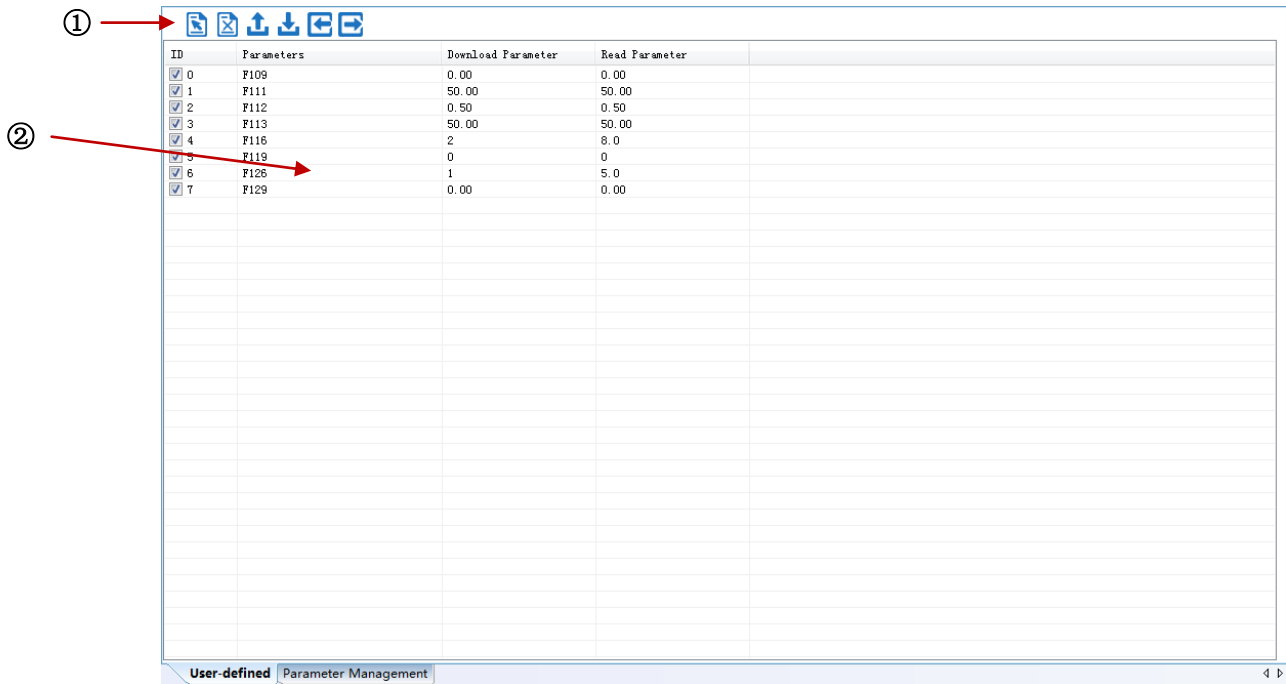 ①
ID Parameters Download Parameter Read Parameter
0 F109 0.00 0.00
1 F111 50.00 50.00
2 F112 0.50 0.50
3 F113 50.00 50.00
②
4 F116 2 8.0
5 F119 0 0
6 F126 1 5.0
7 F129 0.00 0.00
User-defined Parameter Management